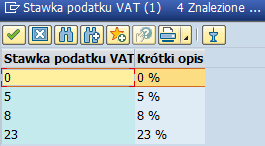 Stawka podatku VAT (1) 4 Znalezione ...
Stawka podatku VAT Krótki opis
0 0 %
5 5 %
8 8 %
23 23 %